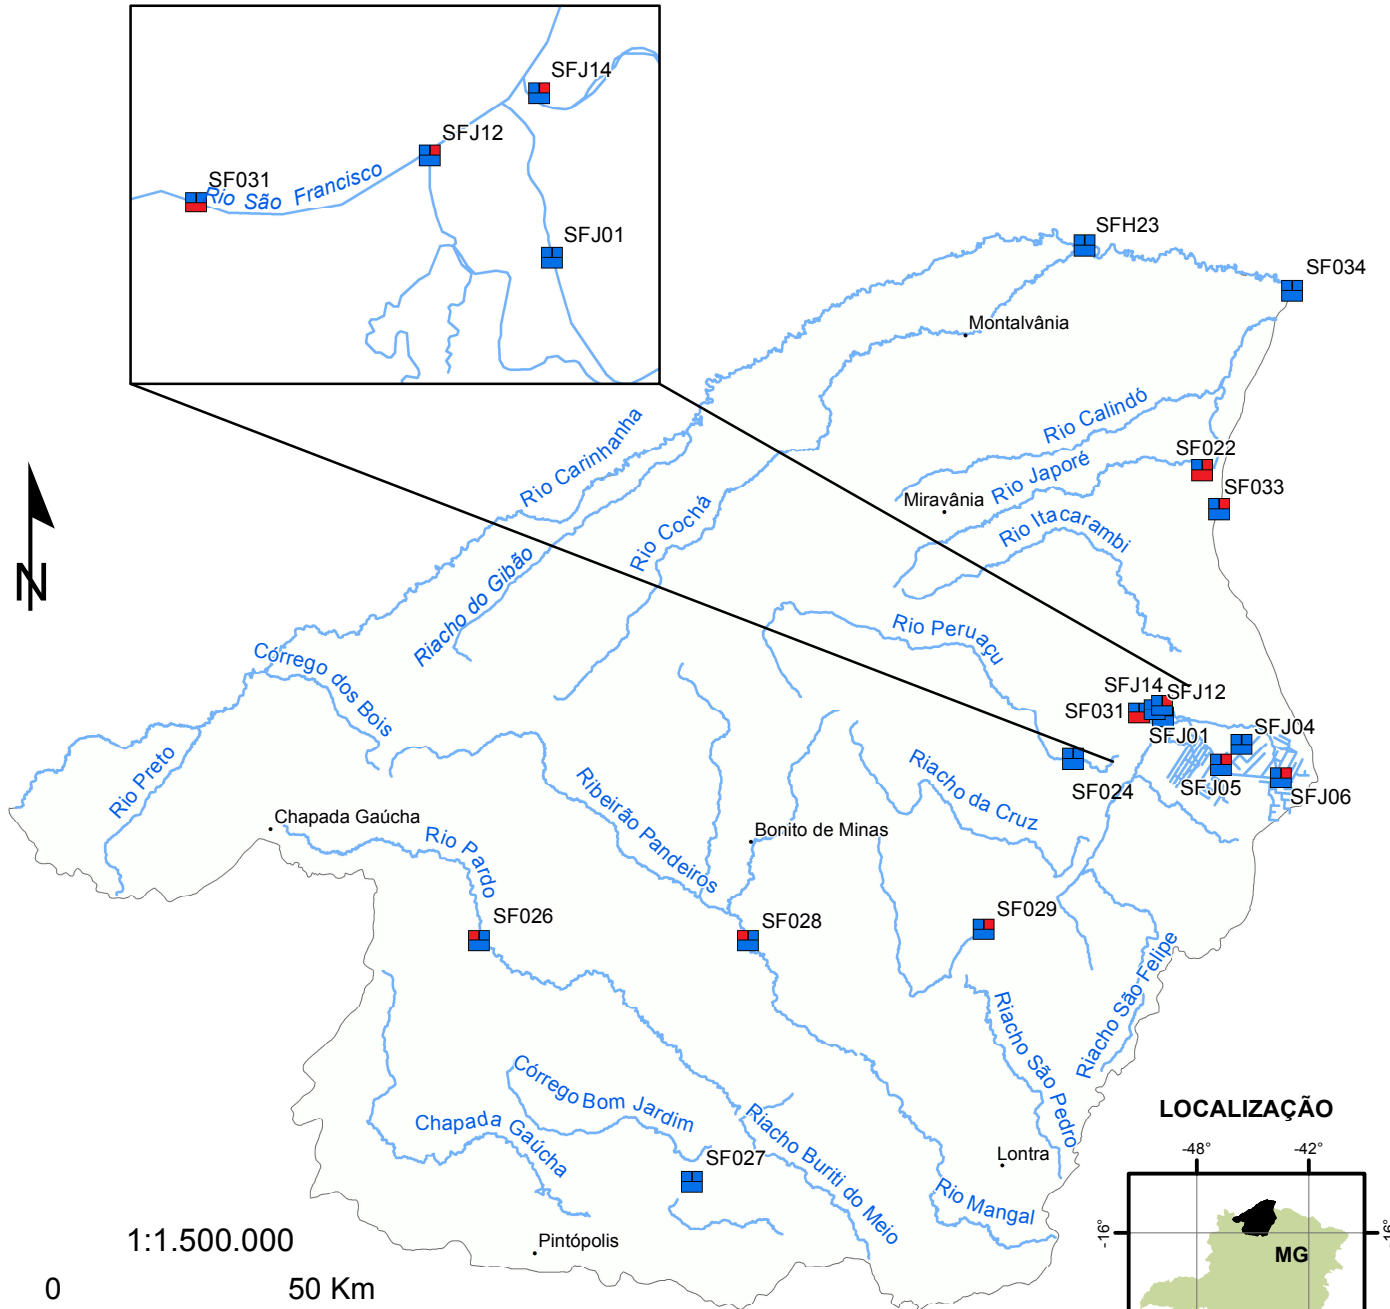 SFJ14
SFJ12
SF031
Rio São Francisco
SFJ01
SFH23
SF034
Montalvânia
Rio Calindó
Rio Carinhanha
SF022
Rio Japoré
SF033
Miravânia
Rio Itacarambi
Rio Cochá
Riacho do Gibão
N
Rio Peruaçu
Córrego dos Bois
SFJ14
SFJ12
SF031
SFJ01
SFJ04
Rio Preto
SF024
SFJ05
SFJ06
Riacho da Cruz
Ribeirão Pandeiros
Chapada Gaúcha
Bonito de Minas
Rio Pardo
SF026
SF028
SF029
Riacho São Felipe
Riacho São Pedro
Córrego Bom Jardim
Chapada Gaúcha
Riacho Buriti do Meio
SF027
Lontra
Rio Mangal
Pintópolis
1:1.500.000
0 50 Km
LOCALIZAÇÃO
-48° -42°
-16° -16°
MG